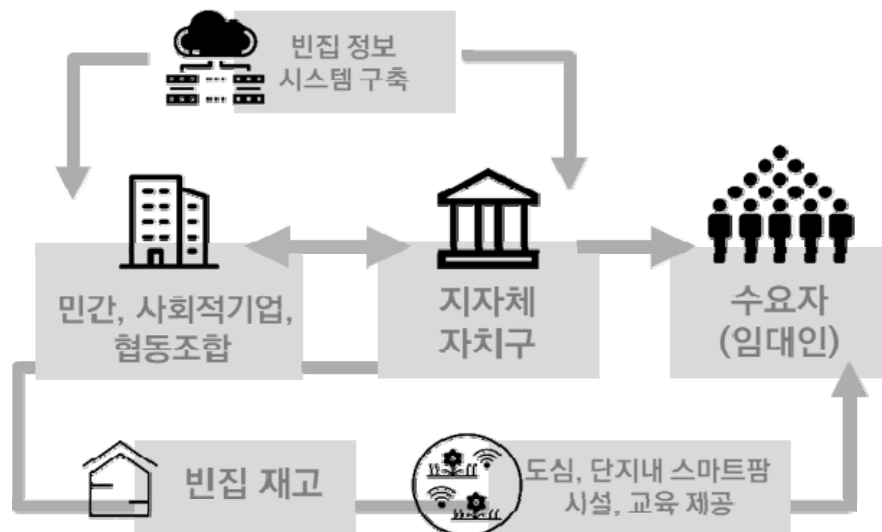 빈집 정보
시스템 구축
민간, 사회적기업,
협동조합
지자체
자치구
수요자
(임대인)
빈집 재고
도심, 단지내 스마트팜
시설, 교육 제공